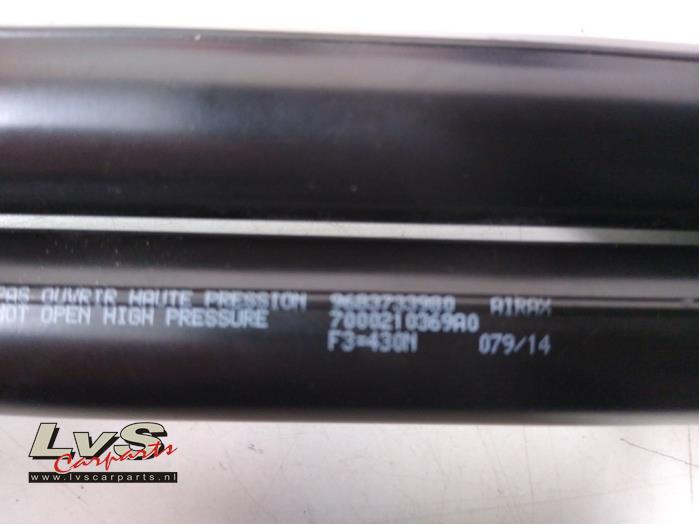 PAS OUVRIR HAUTE PRESSION 9683733980 AIRAX
NOT OPEN HIGH PRESSURE 7000210369A0
F3=430N 079/14
LvS
Carparts
www.lvscarparts.nl